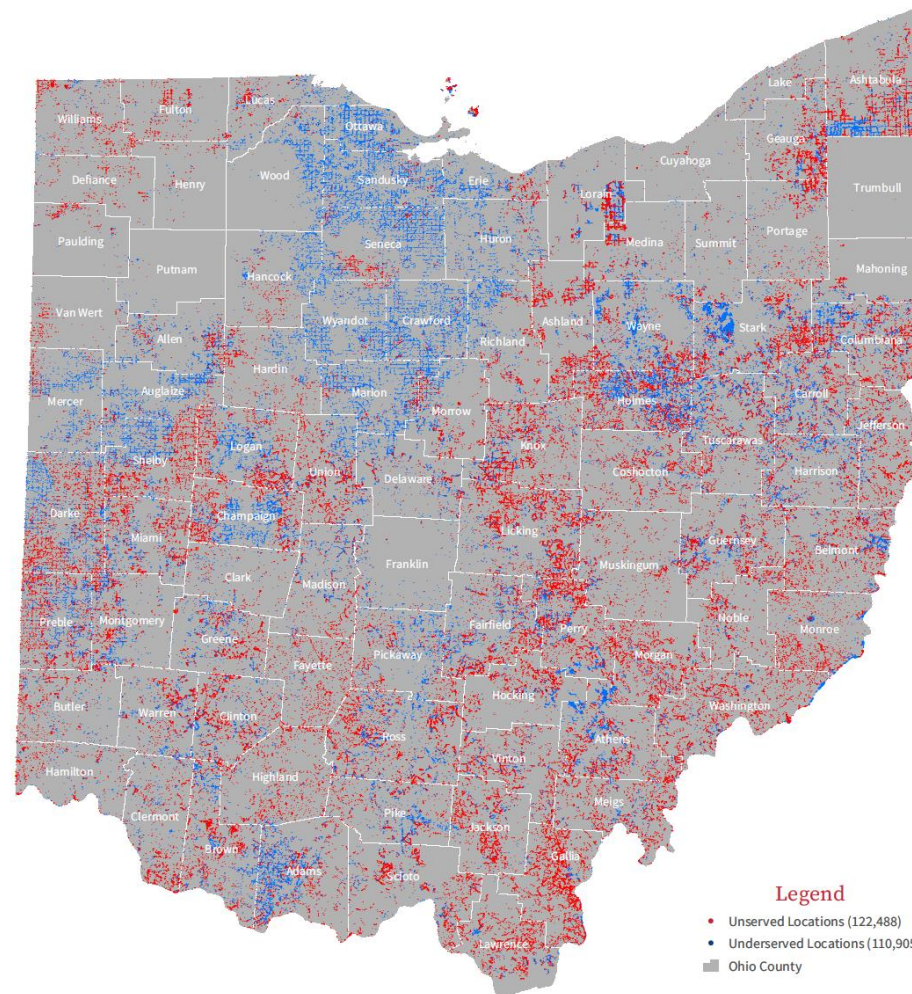 Lake
Ashtabula
Lucas
Fulton
Williams
Ottawa
Geauga
Cuyahoga
Wood
Sandusky
Erie
Defiance
Henry
Lorain
Trumbull
Portage
Seneca
Huron
Medina
Summit
Paulding
Putnam
Hancock
Mahoning
Van Wert
Wyandot
Crawford
Ashland
Wayne
Stark
Allen
Richland
Columbiana
Hardin
Mercer
Auglaize
Marion
Carroll
Holmes
Morrow
Jefferson
Logan
Knox
Tuscarawas
Shelby
Union
Coshocton
Harrison
Delaware
Darke
Champaign
Licking
Miami
Guernsey
Belmont
Franklin
Muskingum
Clark
Madison
Noble
Preble
Montgomery
Fairfield
Perry
Monroe
Greene
Pickaway
Morgan
Fayette
Hocking
Butler
Warren
Clinton
Washington
Ross
Athens
Vinton
Hamilton
Highland
Meigs
Clermont
Pike
Jackson
Brown
Gallia
Adams
Scioto
Lawrence
Legend
Unserved Locations (122,488)
Underserved Locations (110,905
Ohio County